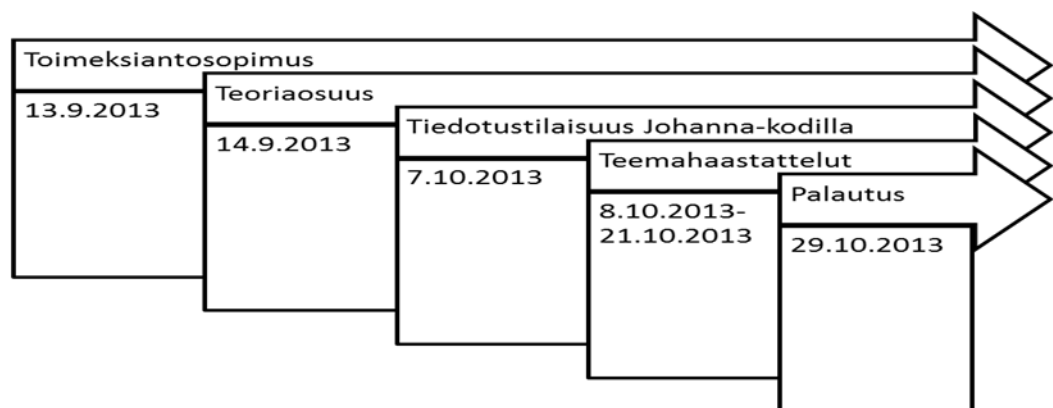 Toimeksiantosopimus
13.9.2013
Teoriaosuus
14.9.2013
Tiedotustilaisuus Johanna-kodilla
7.10.2013
Teemahaastattelut
8.10.2013-
21.10.2013
Palautus
29.10.2013